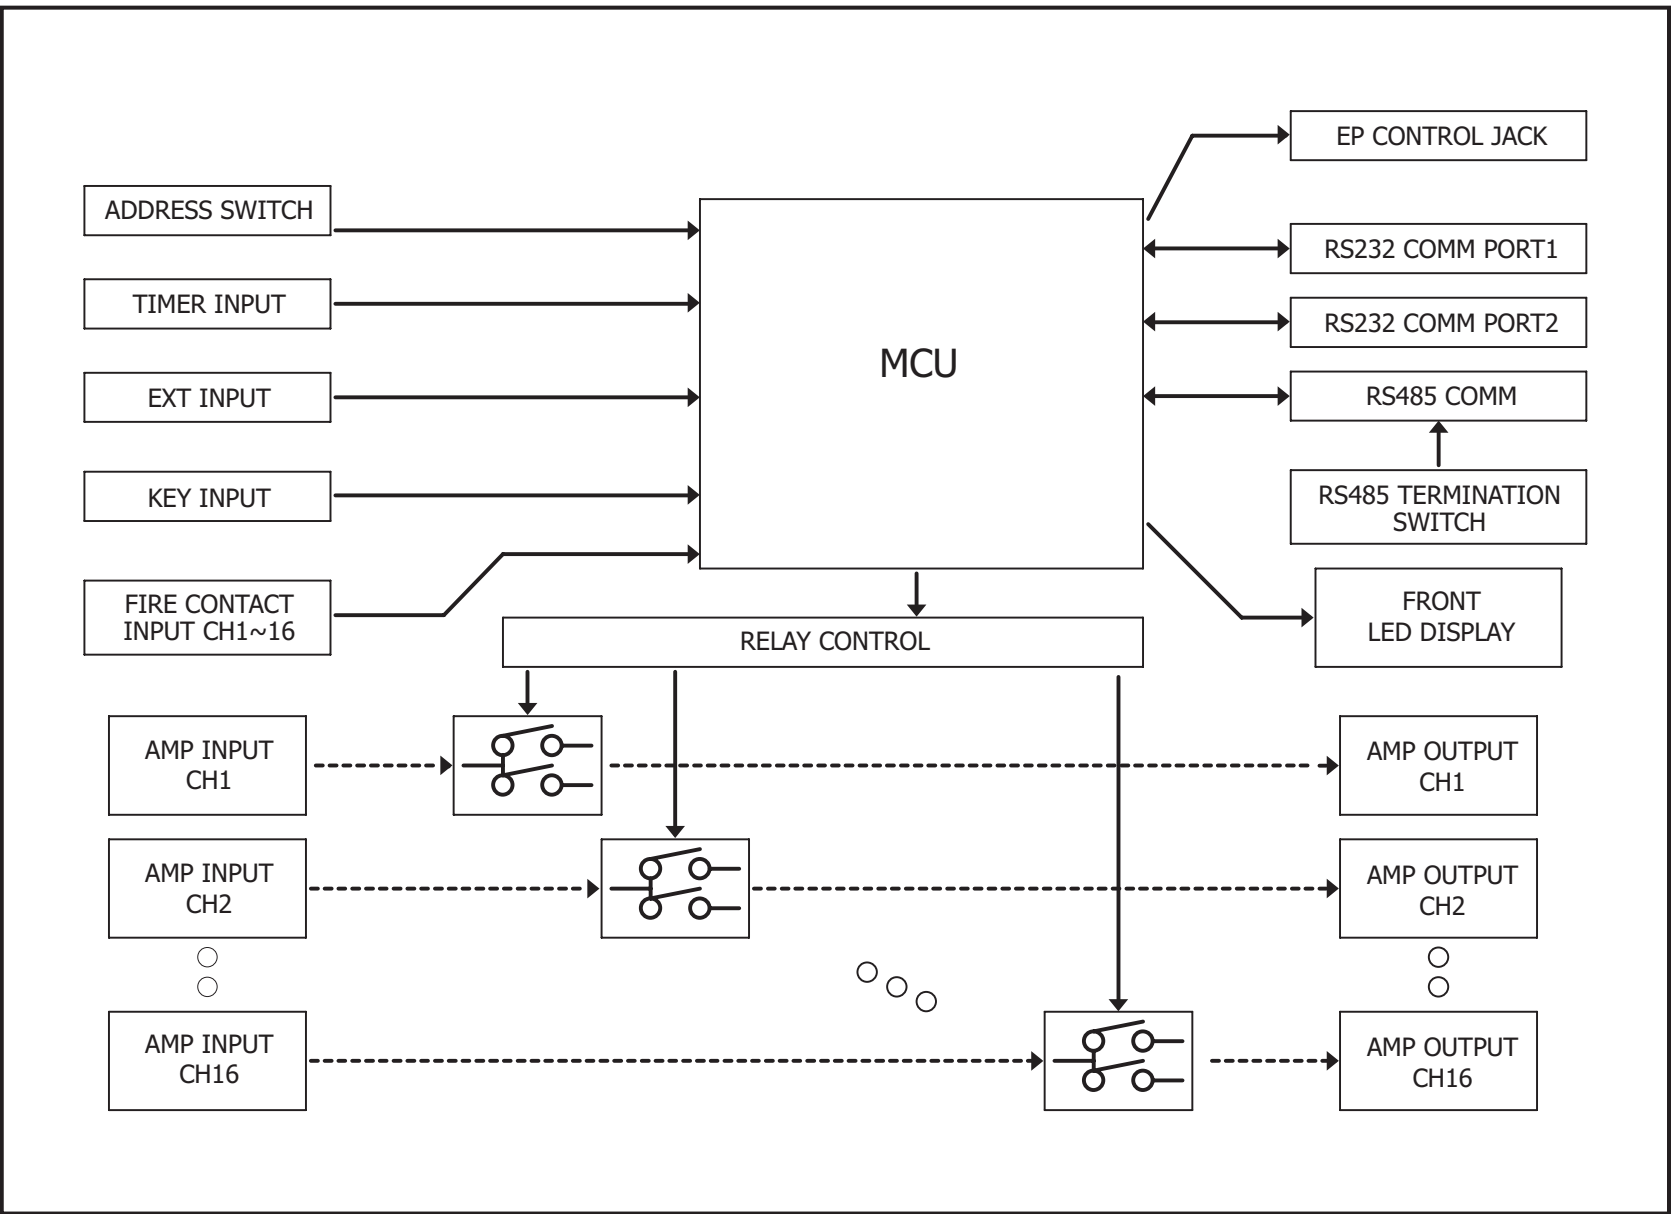 EP CONTROL JACK
ADDRESS SWITCH
RS232 COMM PORT1
TIMER INPUT
RS232 COMM PORT2
MCU
EXT INPUT
RS485 COMM
KEY INPUT
RS485 TERMINATION
SWITCH
FIRE CONTACT
INPUT CH1~16
FRONT
LED DISPLAY
RELAY CONTROL
AMP INPUT
CH1
AMP OUTPUT
CH1
AMP INPUT
CH2
AMP OUTPUT
CH2
AMP INPUT
CH16
AMP OUTPUT
CH16